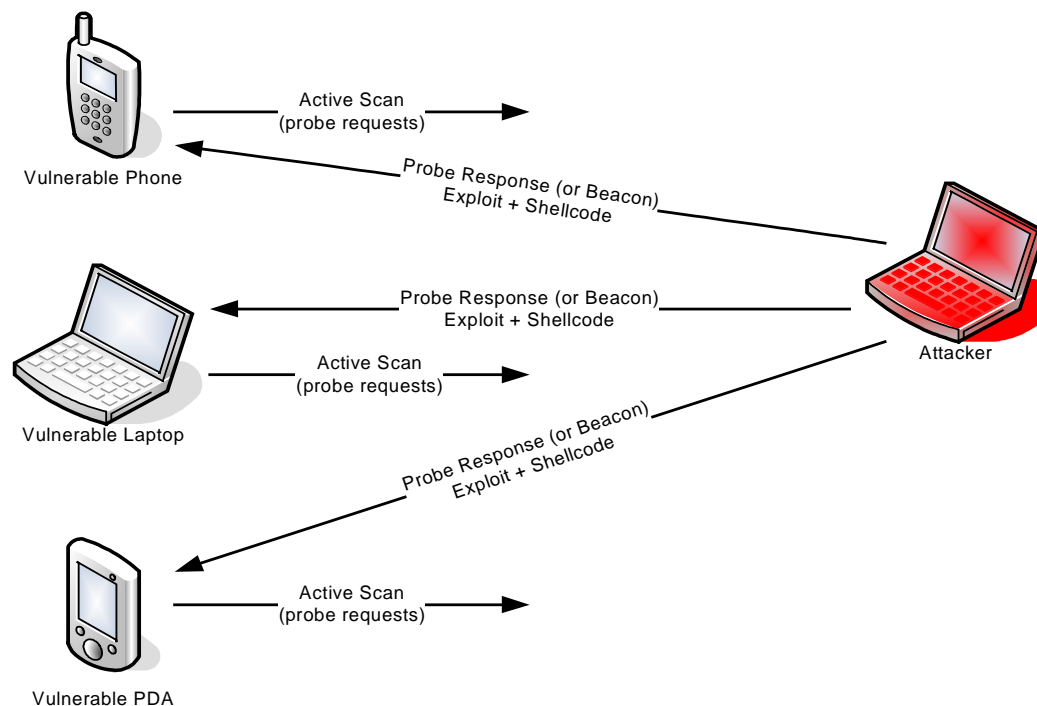 Active Scan
(probe requests)
Vulnerable Phone
Probe Response (or Beacon)
Exploit + Shellcode
Probe Response (or Beacon)
Exploit + Shellcode
Attacker
Active Scan
(probe requests)
Vulnerable Laptop
Probe Response (or Beacon)
Exploit + Shellcode
Active Scan
(probe requests)
Vulnerable PDA